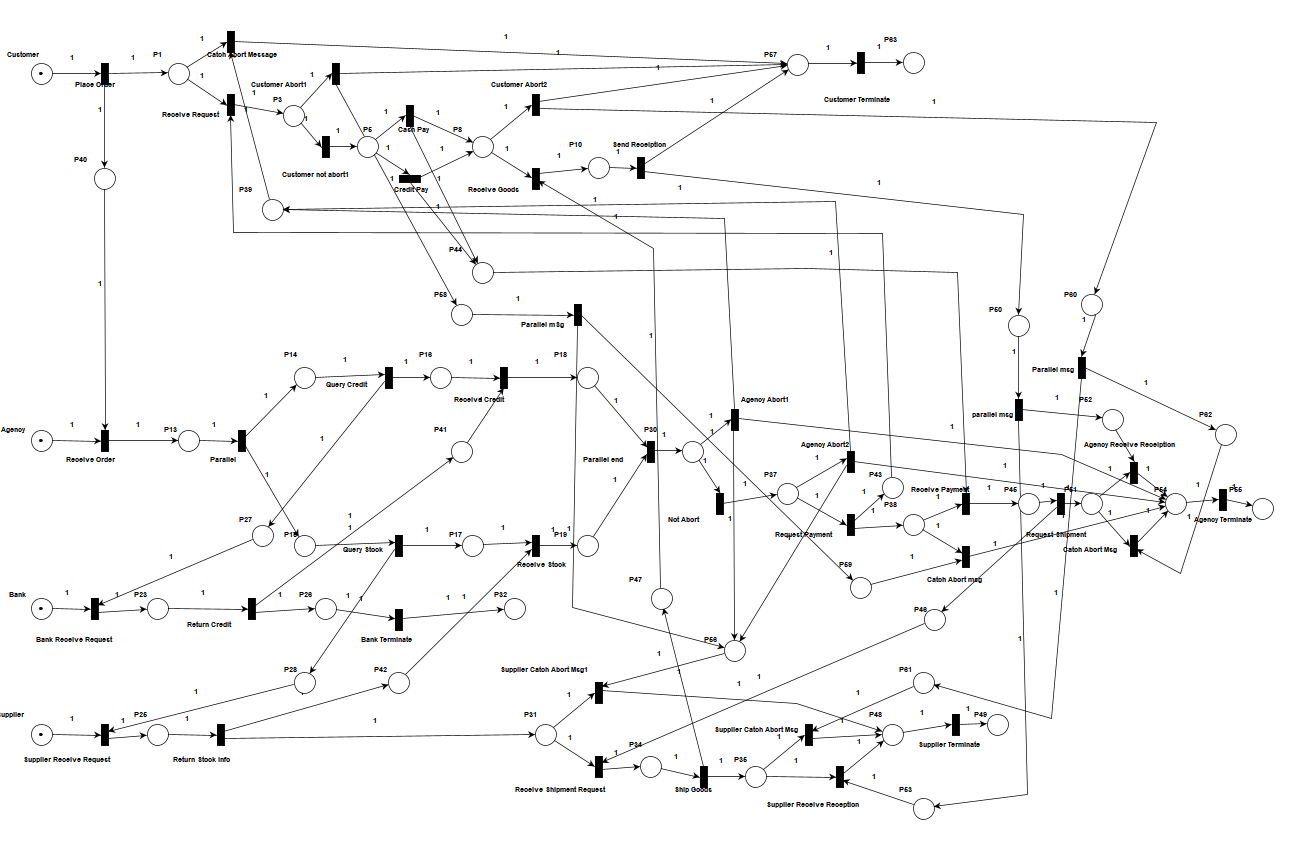 Customer
P1
Catch Abort Message
P57
P63
Place Order
Customer Abort1
Customer Abort2
Customer Terminate
Receive Request
P3
P5
Cash Pay
P8
P10
Send Receiption
P40
Customer not abort1
P39
Credit Pay
Receive Goods
P44
P58
P50
P60
Parallel mSg
P14
Query Credit
P16
P18
Parallel msg
Receive Credit
Agency Abort1
parallel msg
P52
P62
Agency
P13
P41
P30
Receive Order
Parallel
Parallel end
Agency Abort2
Agency Receive Receiption
P37
P43
Receive Payment
P45
P51
P54
P55
P38
Not Abort
Request Payment
Request Shipment
Agency Terminate
P27
Query Stock
P17
P19
Receive Stock
Catch Abort Msg
P59
Catch Abort msg
Bank
P23
P26
P32
P47
P46
Bank Receive Request
Return Credit
Bank Terminate
P56
P28
P42
Supplier Catch Abort Msg1
P61
Supplier
P25
P31
P48
P49
Supplier Catch Abort Msg
Supplier Terminate
P34
P35
Supplier Receive Request
Return Stock Info
Receive Shipment Request
Ship Goods
P53
Supplier Receive Reception